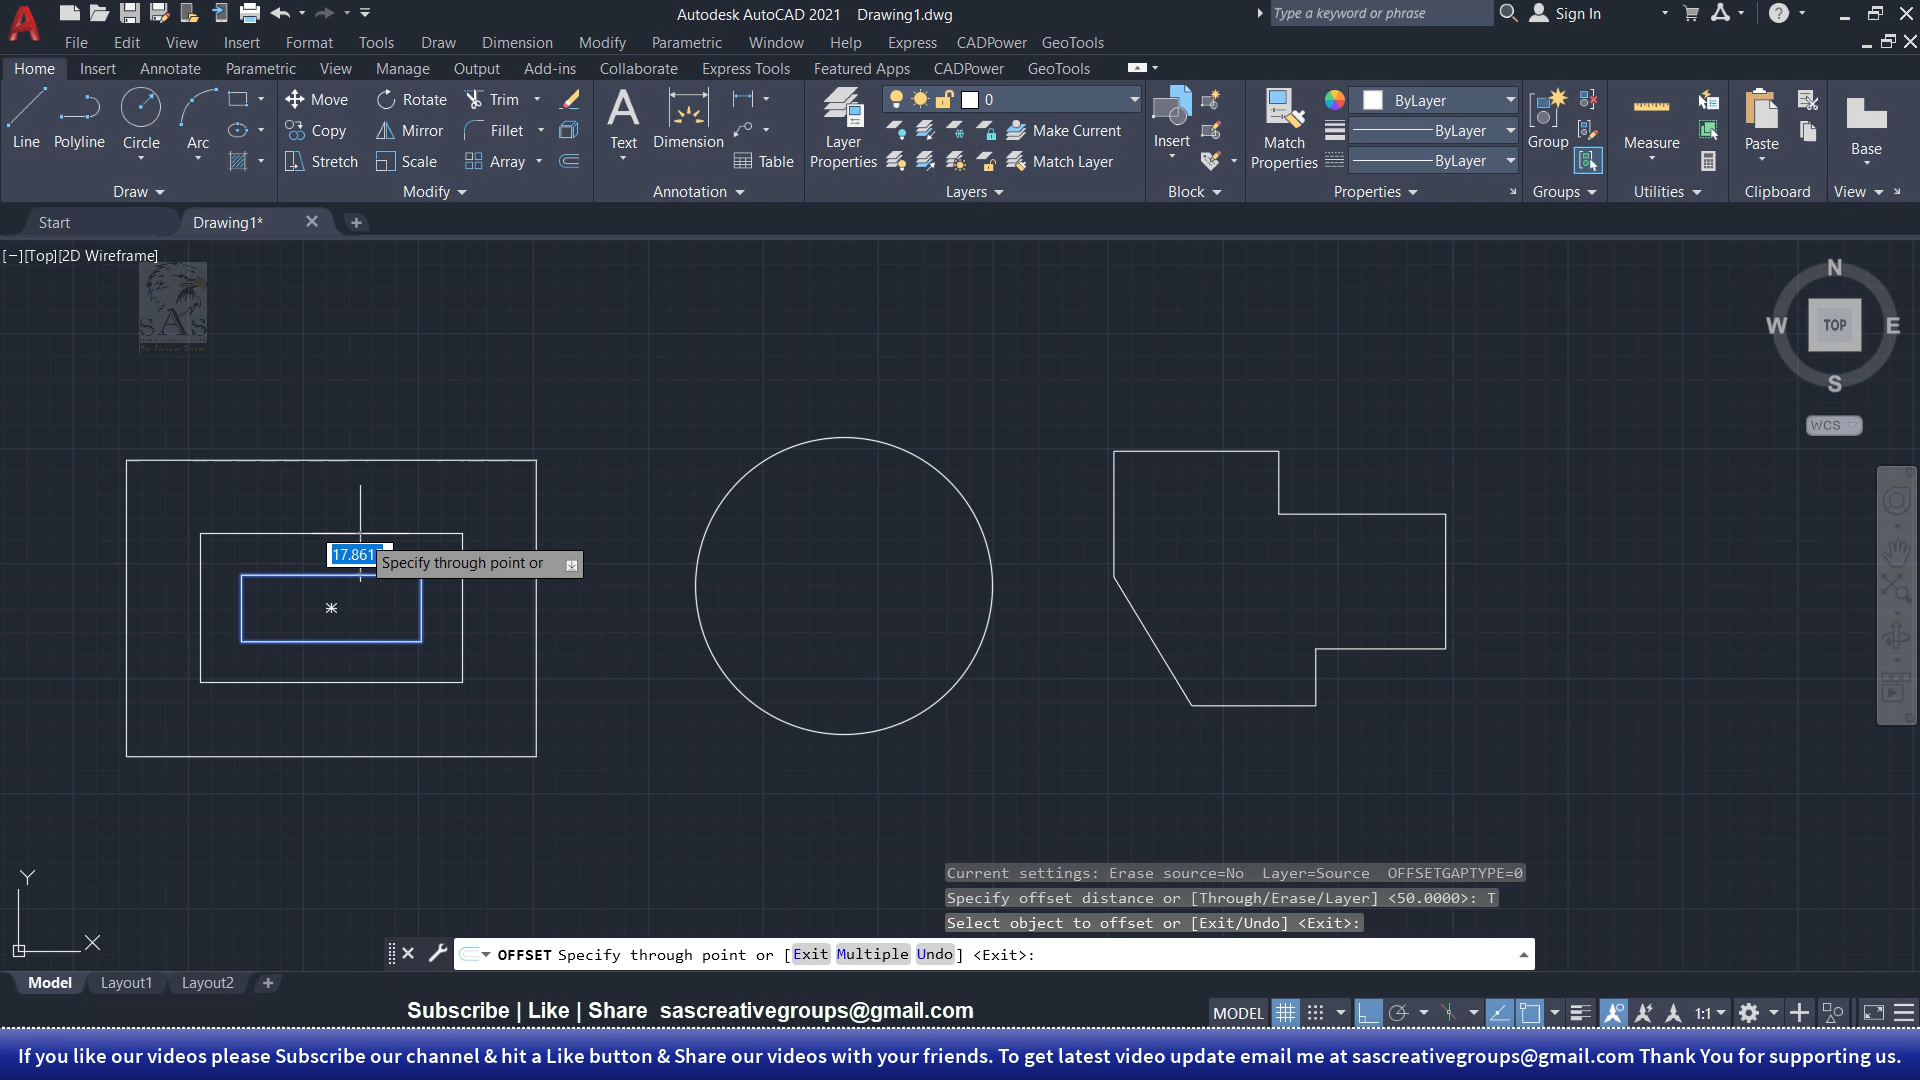 Autodesk AutoCAD 2021 Drawing1.dwg
Type a keyword or phrase
Sign In
File Edit View Insert Format Tools Draw Dimension Modify Parametric Window Help Express CADPower GeoTools
Home Insert Annotate Parametric View Manage Output Add-ins Collaborate Express Tools Featured Apps CADPower GeoTools
Line Polyline Circle Arc
Move Rotate Trim
Copy Mirror Fillet
Stretch Scale Array
Text Dimension
Table
Layer Properties
0
Make Current
Match Layer
Insert
Match Properties
ByLayer
ByLayer
ByLayer
Group
Measure
Paste
Base
Draw Modify Annotation Layers Block Properties Groups Utilities Clipboard View
Start Drawing1*
[−][Top][2D Wireframe]
SAS
N
W TOP E
S
WCS
17.861
Specify through point or
Y
X
Current settings: Erase source=No Layer=Source OFFSETGAPTYPE=0
Specify offset distance or [Through/Erase/Layer] <50.0000>: T
Select object to offset or [Exit/Undo] <Exit>:
OFFSET Specify through point or [Exit Multiple Undo] <Exit>:
Model Layout1 Layout2
Subscribe | Like | Share sascreativegroups@gmail.com
MODEL 1:1
If you like our videos please Subscribe our channel & hit a Like button & Share our videos with your friends. To get latest video update email me at sascreativegroups@gmail.com Thank You for supporting us.